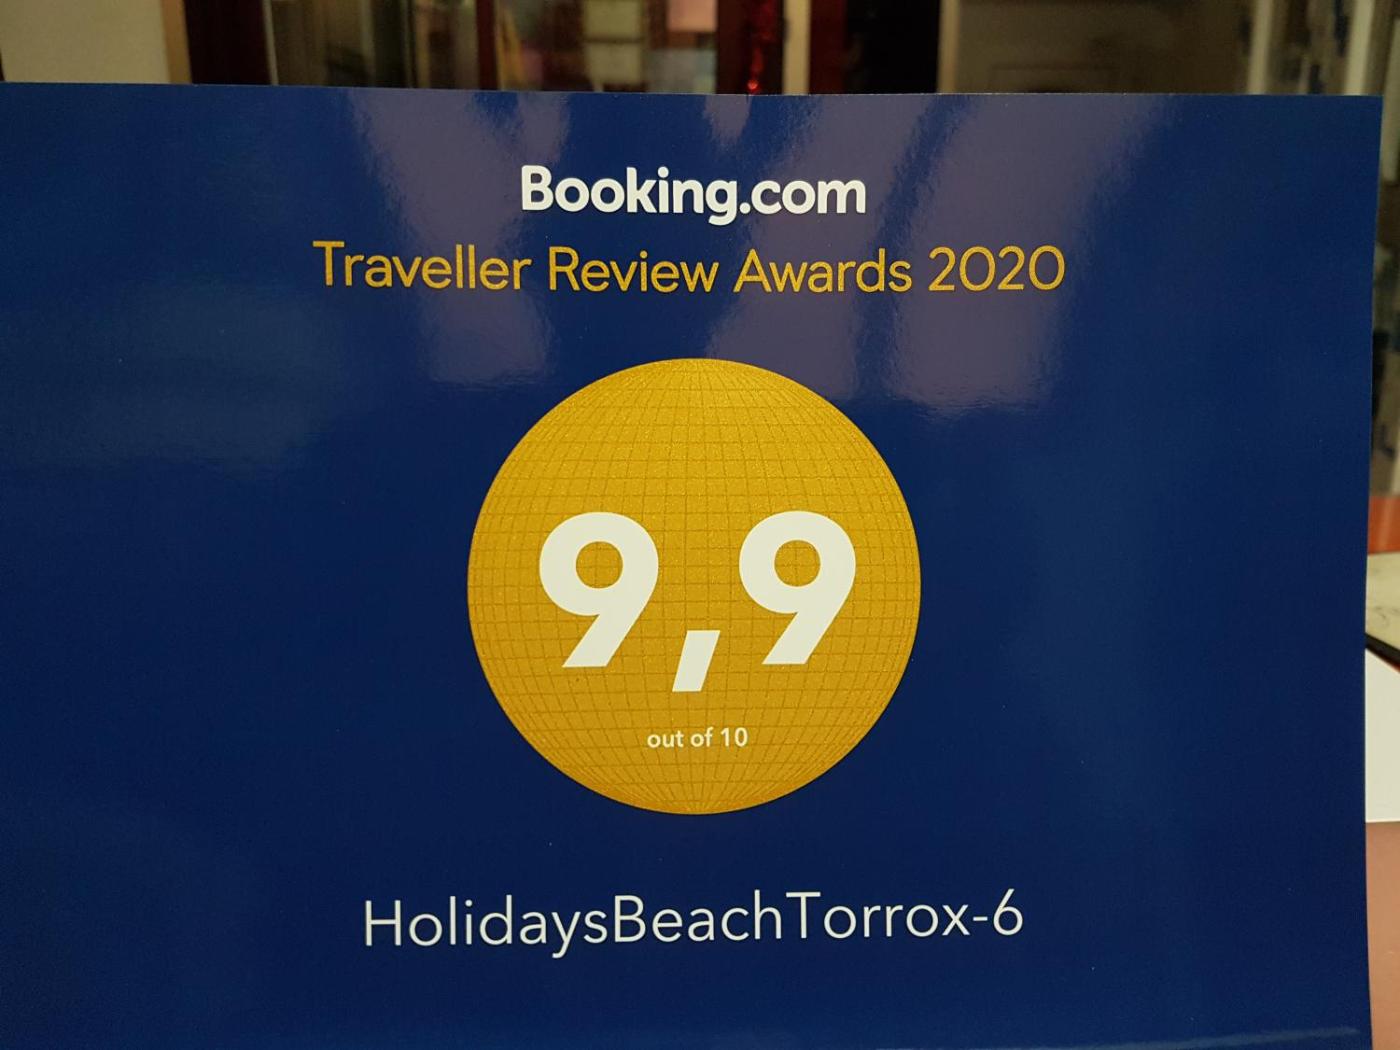 Booking.com
Traveller Review Awards 2020
9,9
out of 10
HolidaysBeachTorrox-6